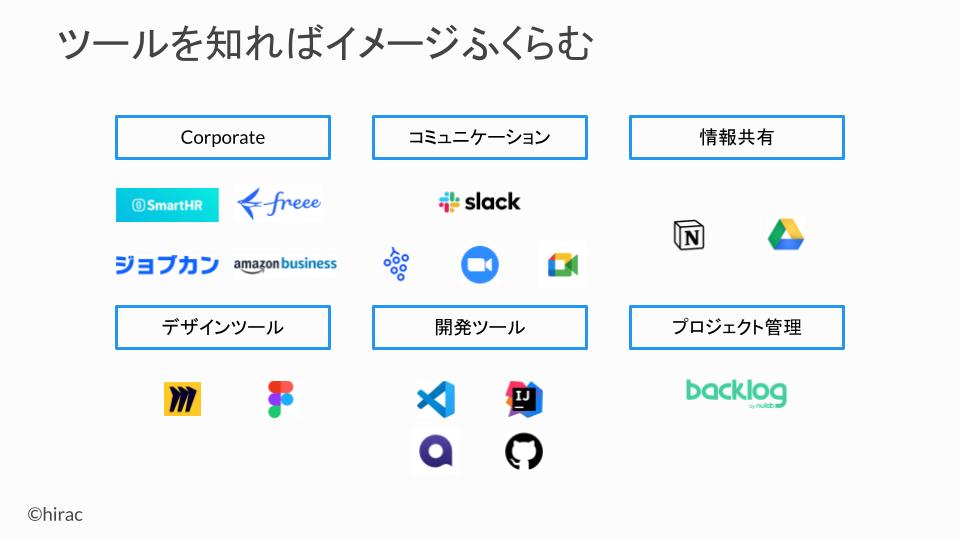 ツールを知ればイメージふくらむ
Corporate
コミュニケーション
情報共有
SmartHR
freee
slack
N
ジョブカン
amazon business
デザインツール
開発ツール
プロジェクト管理
IJ
backlog
by nulab
©hirac